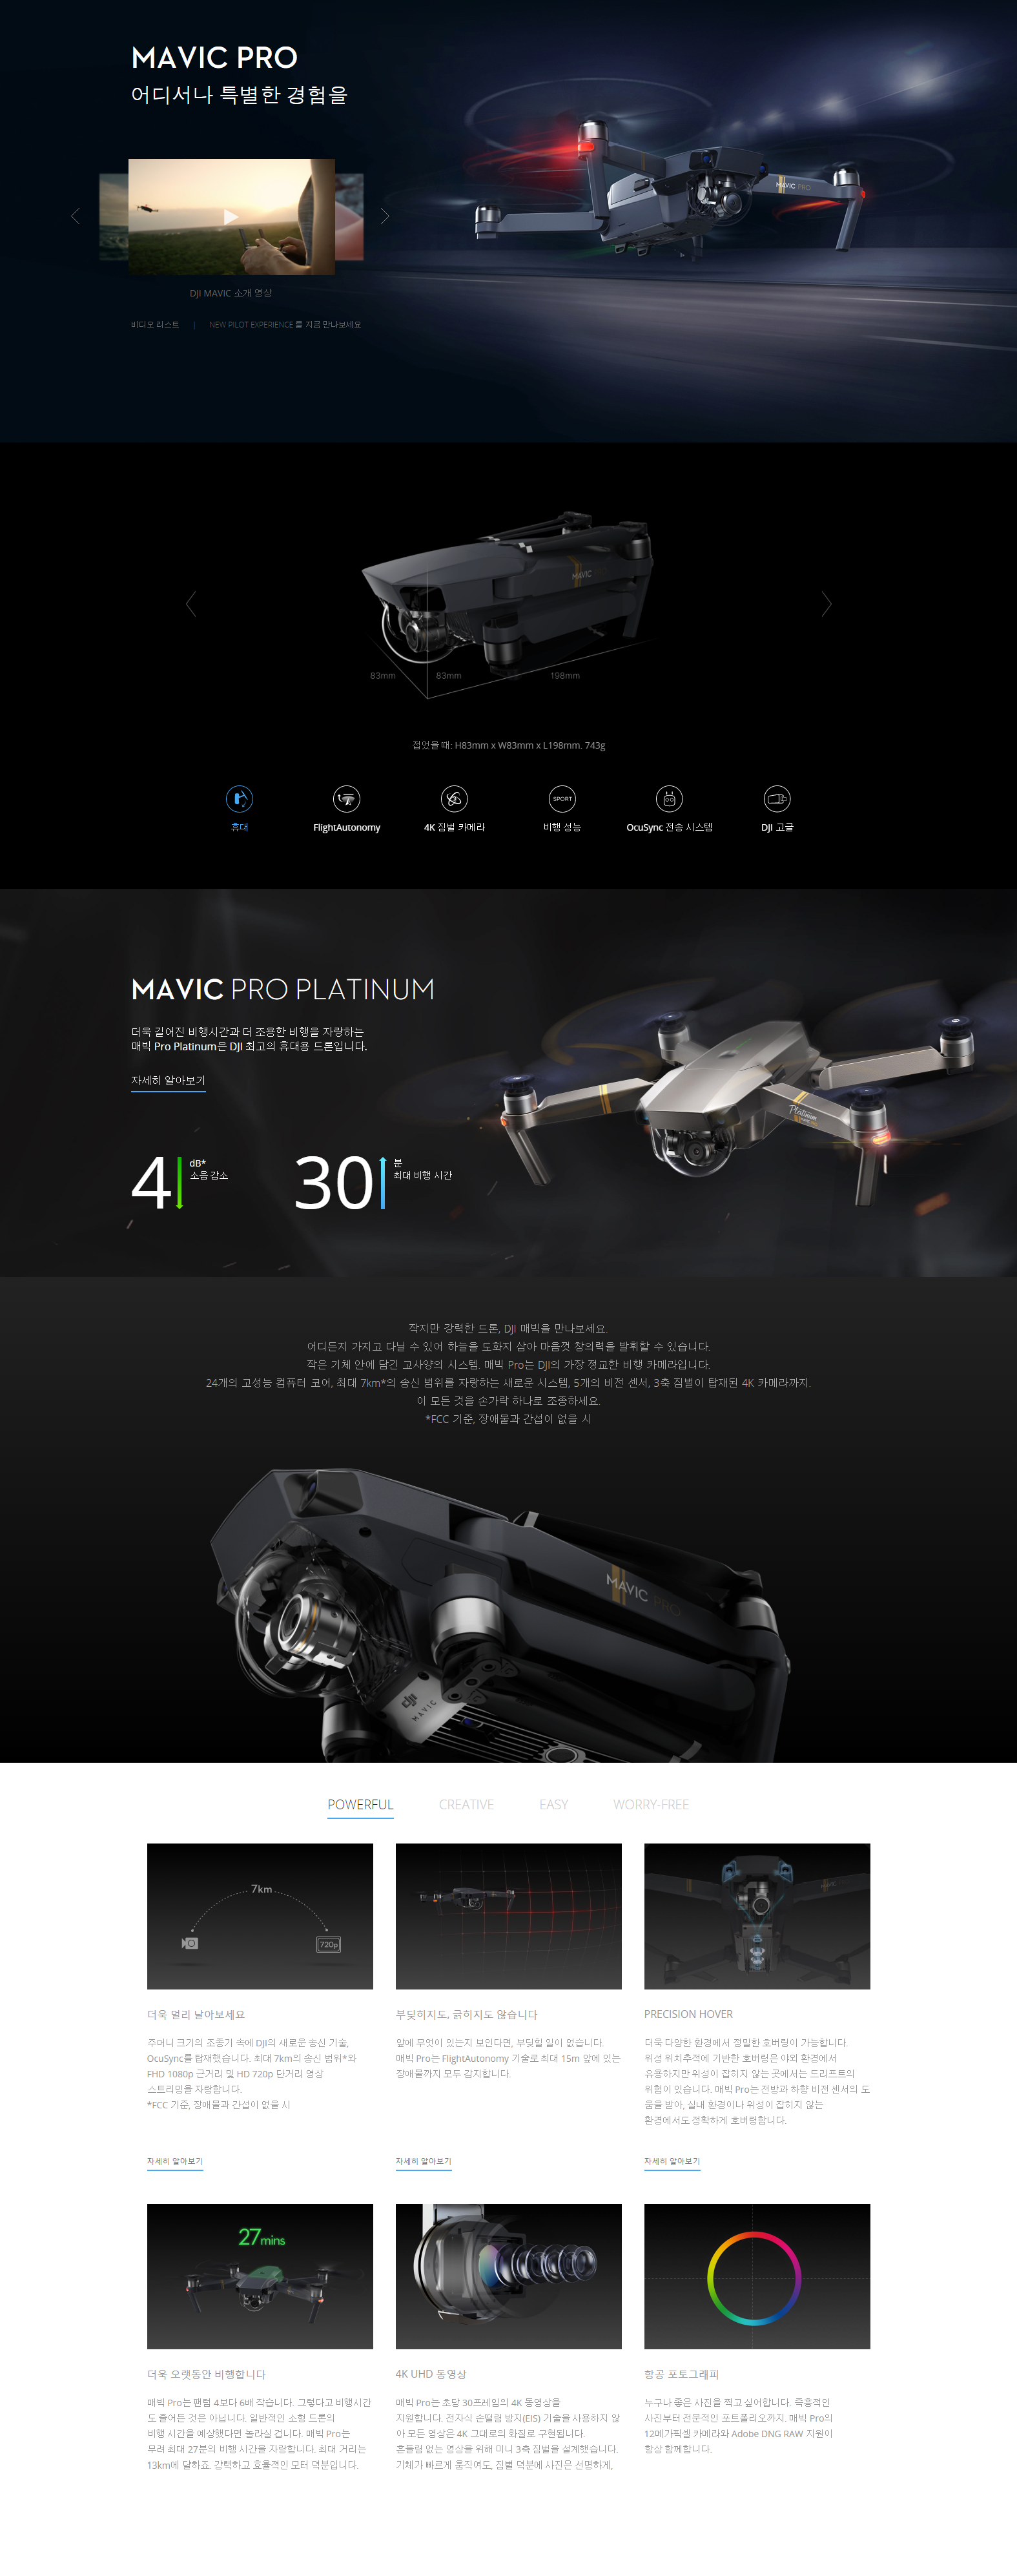 MAVIC PRO
어디서나 특별한 경험을
DJI MAVIC 소개 영상
비디오 리스트 | NEW PILOT EXPERIENCE 를 지금 만나보세요
MAVIC
83mm 83mm 198mm
접었을 때: H83mm x W83mm x L198mm. 743g
SPORT
휴대 FlightAutonomy 4K 짐벌 카메라 비행 성능 OcuSync 전송 시스템 DJI 고글
MAVIC PRO PLATINUM
더욱 길어진 비행시간과 더 조용한 비행을 자랑하는
매빅 Pro Platinum은 DJI 최고의 휴대용 드론입니다.
자세히 알아보기
4 dB* 소음 감소
30 분 최대 비행 시간
Platinum
작지만 강력한 드론, DJI 매빅을 만나보세요.
어디든지 가지고 다닐 수 있어 하늘을 도화지 삼아 마음껏 창의력을 발휘할 수 있습니다.
작은 기체 안에 담긴 고사양의 시스템. 매빅 Pro는 DJI의 가장 정교한 비행 카메라입니다.
24개의 고성능 컴퓨터 코어, 최대 7km*의 송신 범위를 자랑하는 새로운 시스템, 5개의 비전 센서, 3축 짐벌이 탑재된 4K 카메라까지.
이 모든 것을 손가락 하나로 조종하세요.
*FCC 기준, 장애물과 간섭이 없을 시
MAVIC PRO
DJI MAVIC
POWERFUL CREATIVE EASY WORRY-FREE
7km
720p
더욱 멀리 날아보세요
주머니 크기의 조종기 속에 DJI의 새로운 송신 기술,
OcuSync를 탑재했습니다. 최대 7km의 송신 범위*와
FHD 1080p 근거리 및 HD 720p 단거리 영상
스트리밍을 자랑합니다.
*FCC 기준, 장애물과 간섭이 없을 시
자세히 알아보기
부딪히지도, 긁히지도 않습니다
앞에 무엇이 있는지 보인다면, 부딪힐 일이 없습니다.
매빅 Pro는 FlightAutonomy 기술로 최대 15m 앞에 있는
장애물까지 모두 감지합니다.
자세히 알아보기
PRECISION HOVER
더욱 다양한 환경에서 정밀한 호버링이 가능합니다.
위성 위치추적에 기반한 호버링은 야외 환경에서
유용하지만 위성이 잡히지 않는 곳에서는 드리프트의
위험이 있습니다. 매빅 Pro는 전방과 하향 비전 센서의 도
움을 받아, 실내 환경이나 위성이 잡히지 않는
환경에서도 정확하게 호버링합니다.
자세히 알아보기
27mins
더욱 오랫동안 비행합니다
매빅 Pro는 팬텀 4보다 6배 작습니다. 그렇다고 비행시간
도 줄어든 것은 아닙니다. 일반적인 소형 드론의
비행 시간을 예상했다면 놀라실 겁니다. 매빅 Pro는
무려 최대 27분의 비행 시간을 자랑합니다. 최대 거리는
13km에 달하죠. 강력하고 효율적인 모터 덕분입니다.
4K UHD 동영상
매빅 Pro는 초당 30프레임의 4K 동영상을
지원합니다. 전자식 손떨림 방지(EIS) 기술을 사용하지 않
아 모든 영상은 4K 그대로의 화질로 구현됩니다.
흔들림 없는 영상을 위해 미니 3축 짐벌을 설계했습니다.
기체가 빠르게 움직여도, 짐벌 덕분에 사진은 선명하게,
항공 포토그래피
누구나 좋은 사진을 찍고 싶어합니다. 즉흥적인
사진부터 전문적인 포트폴리오까지. 매빅 Pro의
12메가픽셀 카메라와 Adobe DNG RAW 지원이
항상 함께합니다.